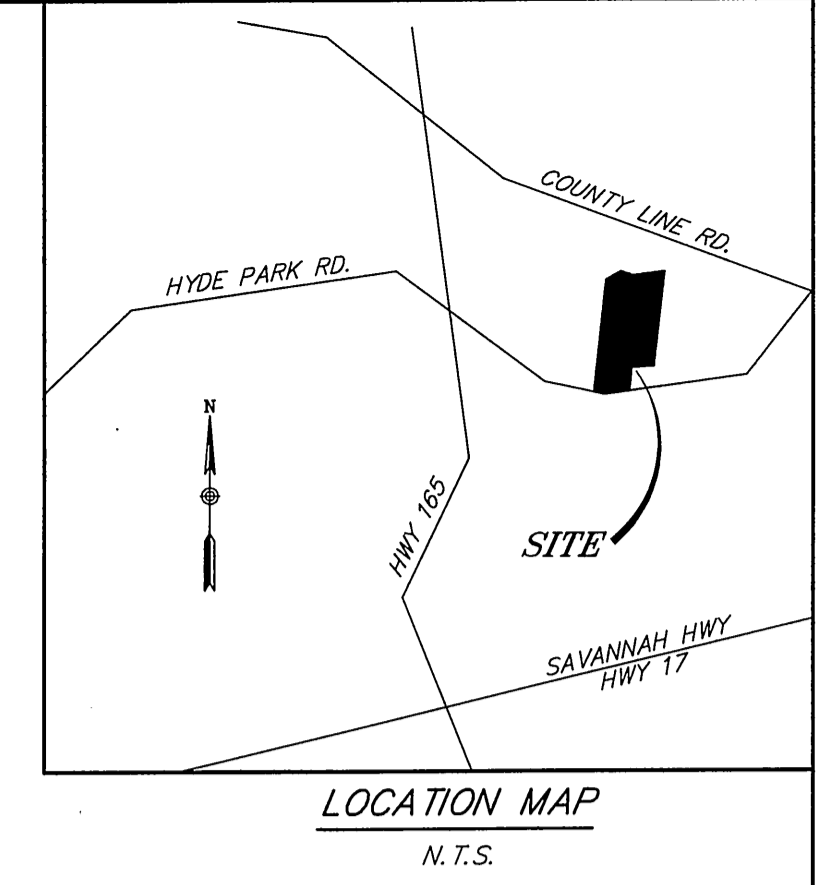 COUNTY LINE RD.
HYDE PARK RD.
N
HWY 165
SITE
SAVANNAH HWY
HWY 17
LOCATION MAP
N.T.S.